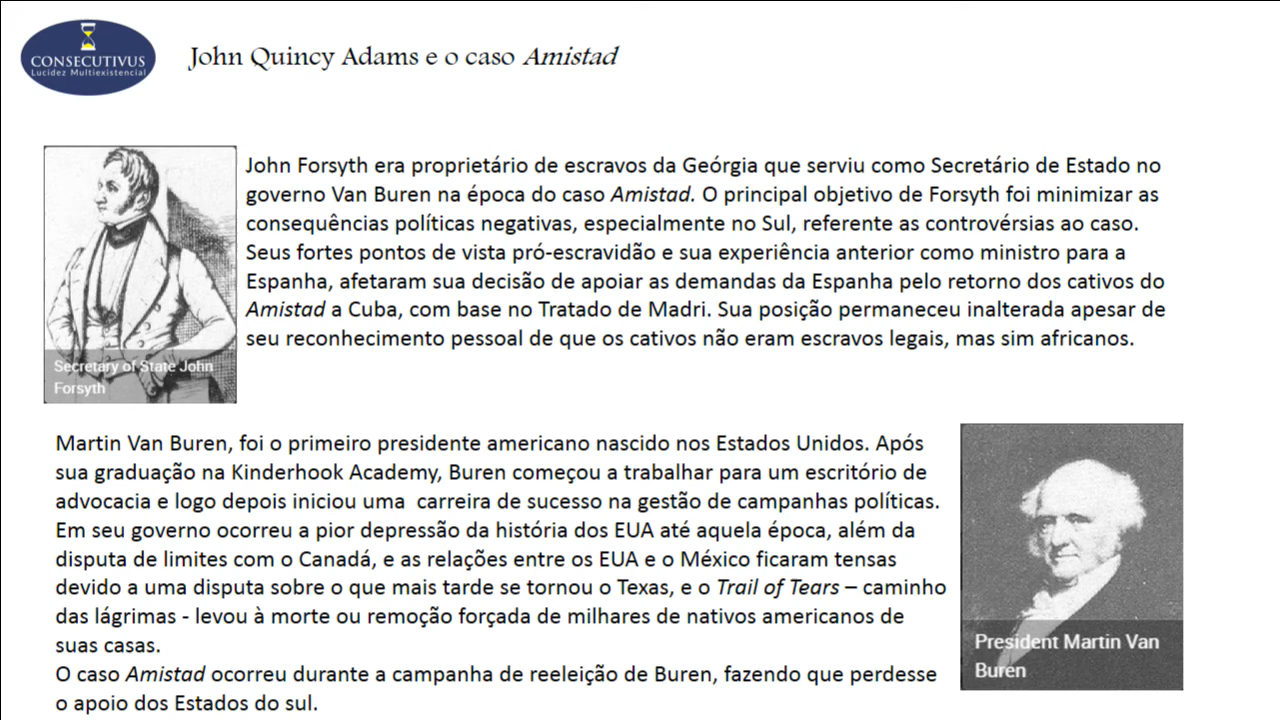 CONSECUTIVUS
Lucidez Multiexistencial
John Quincy Adams e o caso Amistad
John Forsyth era proprietário de escravos da Geórgia que serviu como Secretário de Estado no
governo Van Buren na época do caso Amistad. O principal objetivo de Forsyth foi minimizar as
consequências políticas negativas, especialmente no Sul, referente as controvérsias ao caso.
Seus fortes pontos de vista pró-escravidão e sua experiência anterior como ministro para a
Espanha, afetaram sua decisão de apoiar as demandas da Espanha pelo retorno dos cativos do
Amistad a Cuba, com base no Tratado de Madri. Sua posição permaneceu inalterada apesar de
seu reconhecimento pessoal de que os cativos não eram escravos legais, mas sim africanos.
Secretary of State John
Forsyth
Martin Van Buren, foi o primeiro presidente americano nascido nos Estados Unidos. Após
sua graduação na Kinderhook Academy, Buren começou a trabalhar para um escritório de
advocacia e logo depois iniciou uma  carreira de sucesso na gestão de campanhas políticas.
Em seu governo ocorreu a pior depressão da história dos EUA até aquela época, além da
disputa de limites com o Canadá, e as relações entre os EUA e o México ficaram tensas
devido a uma disputa sobre o que mais tarde se tornou o Texas, e o Trail of Tears – caminho
das lágrimas - levou à morte ou remoção forçada de milhares de nativos americanos de
suas casas.
O caso Amistad ocorreu durante a campanha de reeleição de Buren, fazendo que perdesse
o apoio dos Estados do sul.
President Martin Van
Buren